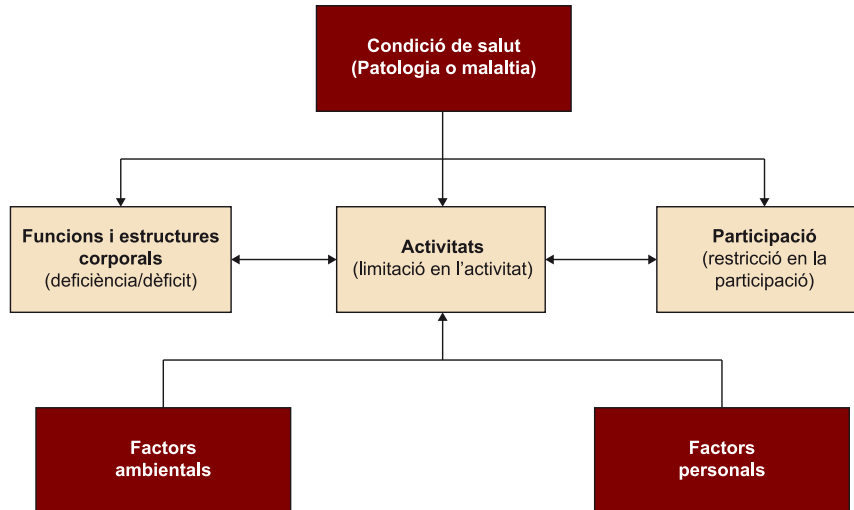 Condició de salut
(Patologia o malaltia)
Funcions i estructures
corporals
(deficiència/dèficit)
Activitats
(limitació en l’activitat)
Participació
(restricció en la
participació)
Factors
ambientals
Factors
personals